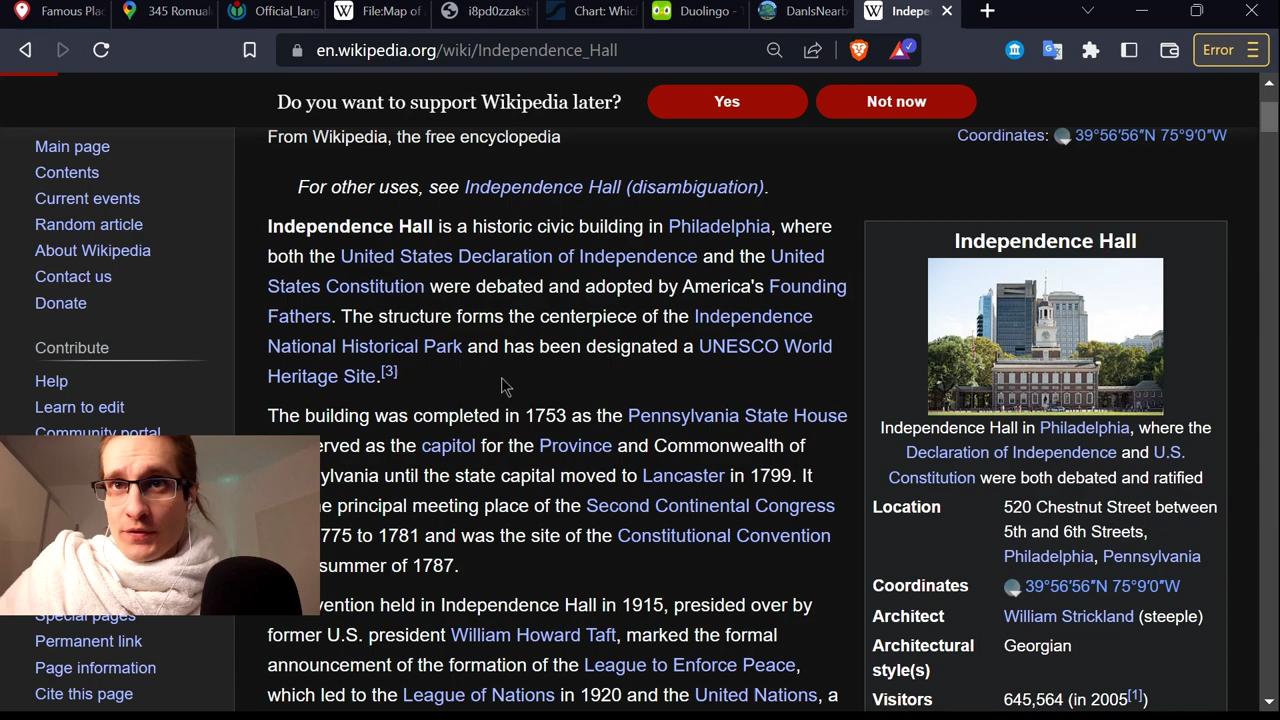 Famous Pla
345 Romual
Official_lang
File:Map of
i8pd0zzakst
Chart: Whic
Duolingo -
DanIsNearby
Indepe
en.wikipedia.org/wiki/Independence_Hall
Error
Do you want to support Wikipedia later?
Yes
Not now
Main page
Contents
Current events
Random article
About Wikipedia
Contact us
Donate
Contribute
Help
Learn to edit
Community portal
Special pages
Permanent link
Page information
Cite this page
From Wikipedia, the free encyclopedia
Coordinates: 39°56′56″N 75°9′0″W
For other uses, see Independence Hall (disambiguation).
Independence Hall is a historic civic building in Philadelphia, where
both the United States Declaration of Independence and the United
States Constitution were debated and adopted by America's Founding
Fathers. The structure forms the centerpiece of the Independence
National Historical Park and has been designated a UNESCO World
Heritage Site.[3]
The building was completed in 1753 as the Pennsylvania State House
erved as the capitol for the Province and Commonwealth of
ylvania until the state capital moved to Lancaster in 1799. It
e principal meeting place of the Second Continental Congress
775 to 1781 and was the site of the Constitutional Convention
summer of 1787.
vention held in Independence Hall in 1915, presided over by
former U.S. president William Howard Taft, marked the formal
announcement of the formation of the League to Enforce Peace,
which led to the League of Nations in 1920 and the United Nations, a
Independence Hall
Independence Hall in Philadelphia, where the
Declaration of Independence and U.S.
Constitution were both debated and ratified
Location 520 Chestnut Street between
5th and 6th Streets,
Philadelphia, Pennsylvania
Coordinates 39°56′56″N 75°9′0″W
Architect William Strickland (steeple)
Architectural style(s) Georgian
Visitors 645,564 (in 2005[1])